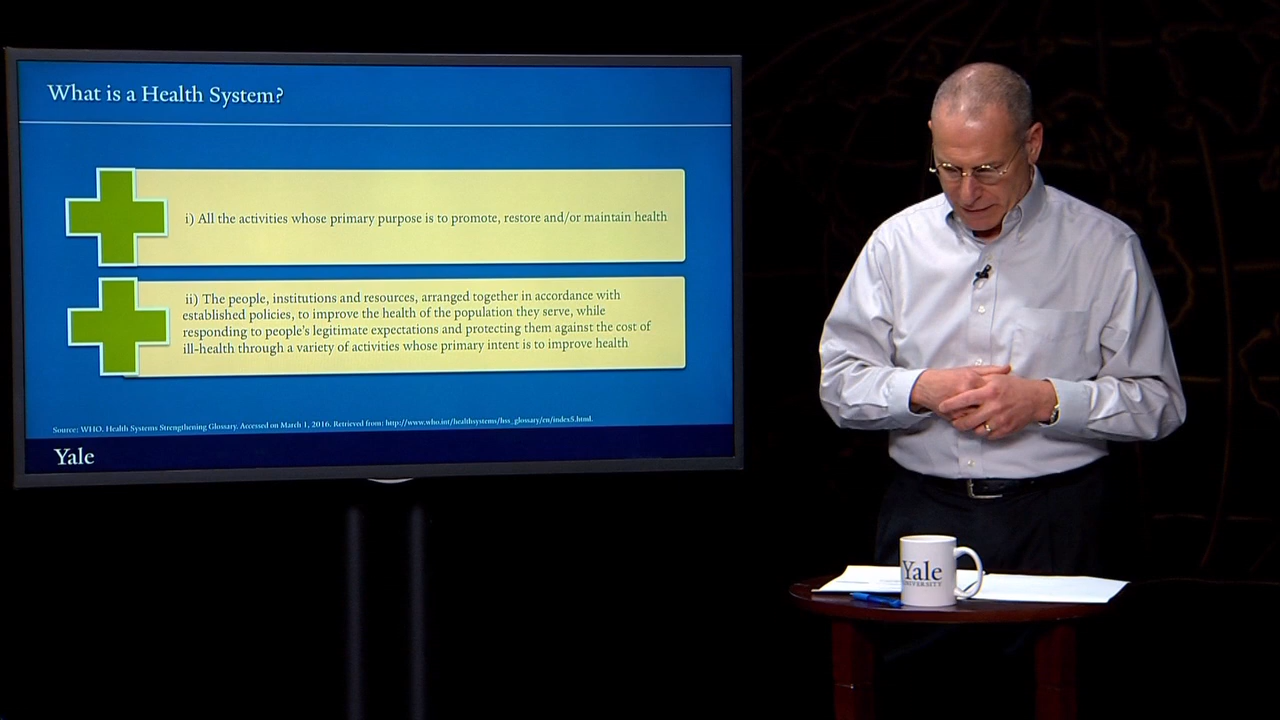 What is a Health System?
i) All the activities whose primary purpose is to promote, restore and/or maintain health
ii) The people, institutions and resources, arranged together in accordance with
established policies, to improve the health of the population they serve, while
responding to people's legitimate expectations and protecting them against the cost of
ill-health through a variety of activities whose primary intent is to improve health
Source: WHO. Health Systems Strengthening Glossary. Accessed on March 1, 2016. Retrieved from: http://www.who.int/healthsystems/hss_glossary/en/index5.html.
Yale
Yale
UNIVERSITY